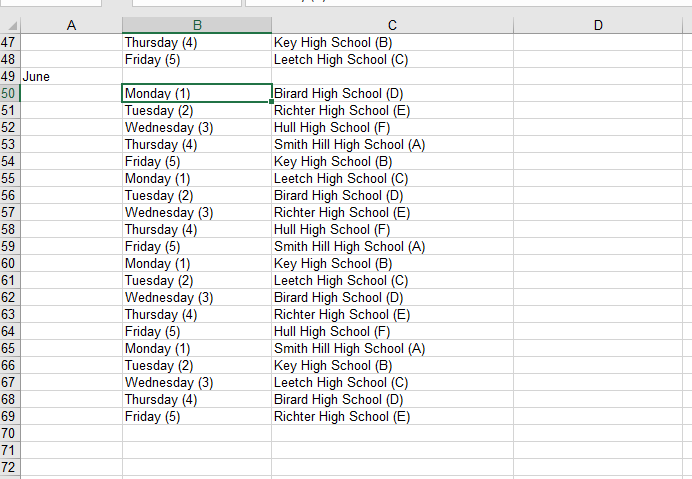 A B C D
47 Thursday (4) Key High School (B)
48 Friday (5) Leetch High School (C)
49 June
50 Monday (1) Birard High School (D)
51 Tuesday (2) Richter High School (E)
52 Wednesday (3) Hull High School (F)
53 Thursday (4) Smith Hill High School (A)
54 Friday (5) Key High School (B)
55 Monday (1) Leetch High School (C)
56 Tuesday (2) Birard High School (D)
57 Wednesday (3) Richter High School (E)
58 Thursday (4) Hull High School (F)
59 Friday (5) Smith Hill High School (A)
60 Monday (1) Key High School (B)
61 Tuesday (2) Leetch High School (C)
62 Wednesday (3) Birard High School (D)
63 Thursday (4) Richter High School (E)
64 Friday (5) Hull High School (F)
65 Monday (1) Smith Hill High School (A)
66 Tuesday (2) Key High School (B)
67 Wednesday (3) Leetch High School (C)
68 Thursday (4) Birard High School (D)
69 Friday (5) Richter High School (E)
70
71
72